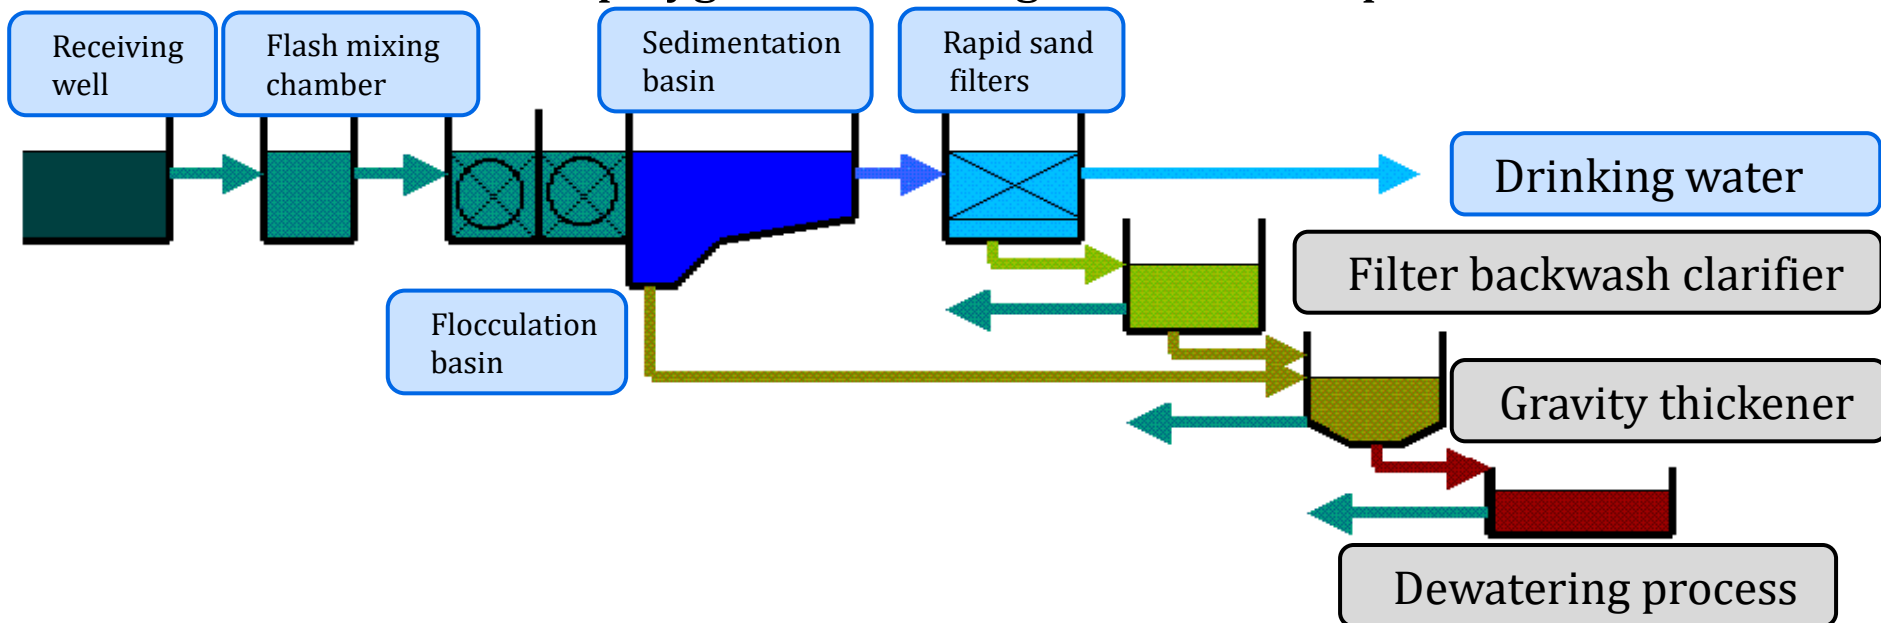 Receiving
well
Flash mixing
chamber
Sedimentation
basin
Rapid sand
filters
Drinking water
Filter backwash clarifier
Flocculation
basin
Gravity thickener
Dewatering process